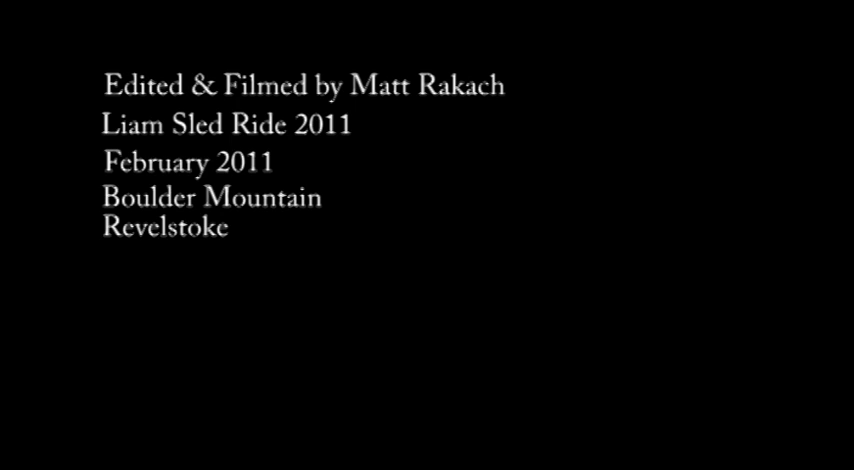 Edited & Filmed by Matt Rakach
Liam Sled Ride 2011
February 2011
Boulder Mountain
Revelstoke